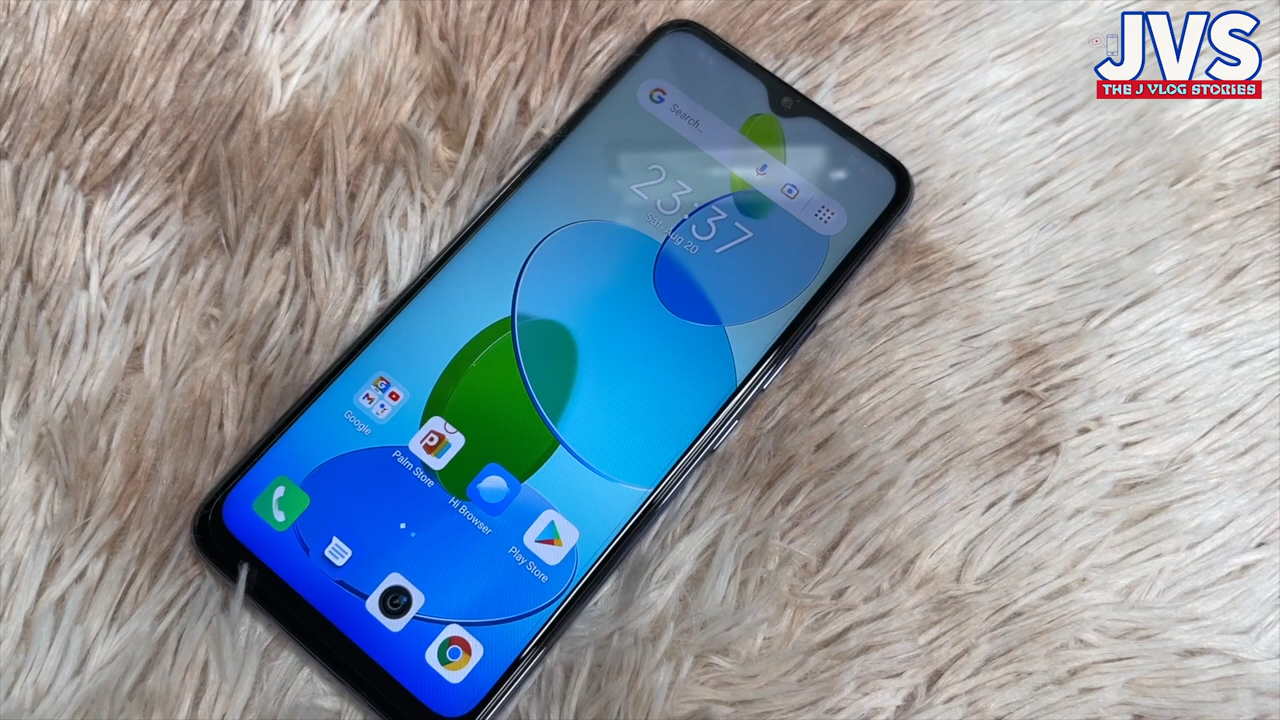 JVS
THE J VLOG STORIES
Search...
23:37
Sat, Aug 20
Google
Palm Store
Hi Browser
Play Store